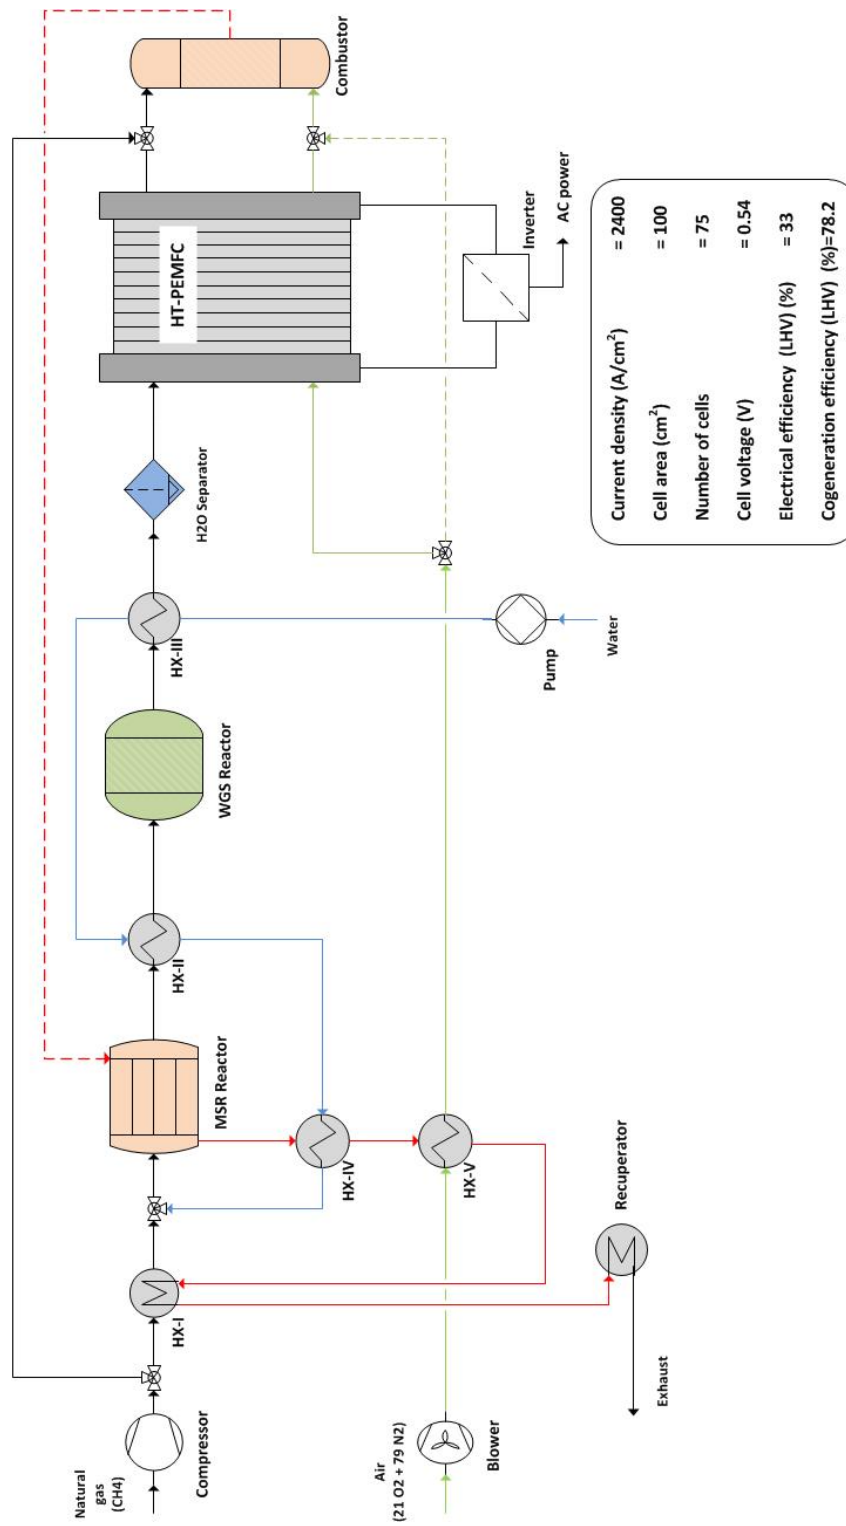 Combustor
HT-PEMFC
Inverter
AC power
H2O Separator
HX-III
WGS Reactor
Pump
Water
HX-II
MSR Reactor
HX-IV
HX-V
HX-I
Recuperator
Exhaust
Natural
gas
(CH4)
Compressor
Air
(21 O2 + 79 N2)
Blower
Current density (A/cm²) = 2400
Cell area (cm²) = 100
Number of cells = 75
Cell voltage (V) = 0.54
Electrical efficiency (LHV) (%) = 33
Cogeneration efficiency (LHV) (%)=78.2